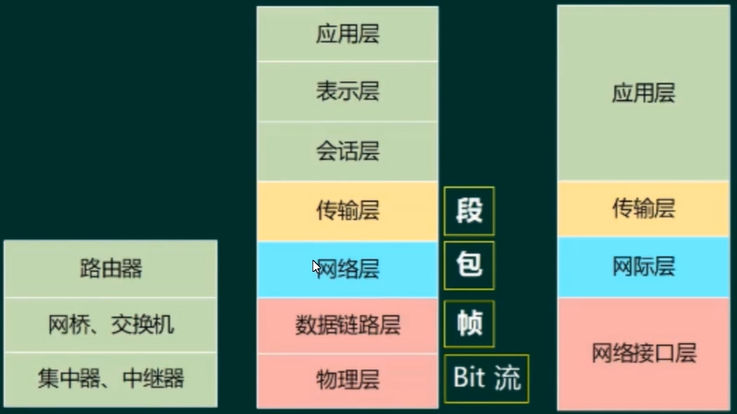 应用层
表示层
会话层
传输层
网络层
数据链路层
物理层
段
包
帧
Bit 流
路由器
网桥、交换机
集中器、中继器
应用层
传输层
网际层
网络接口层